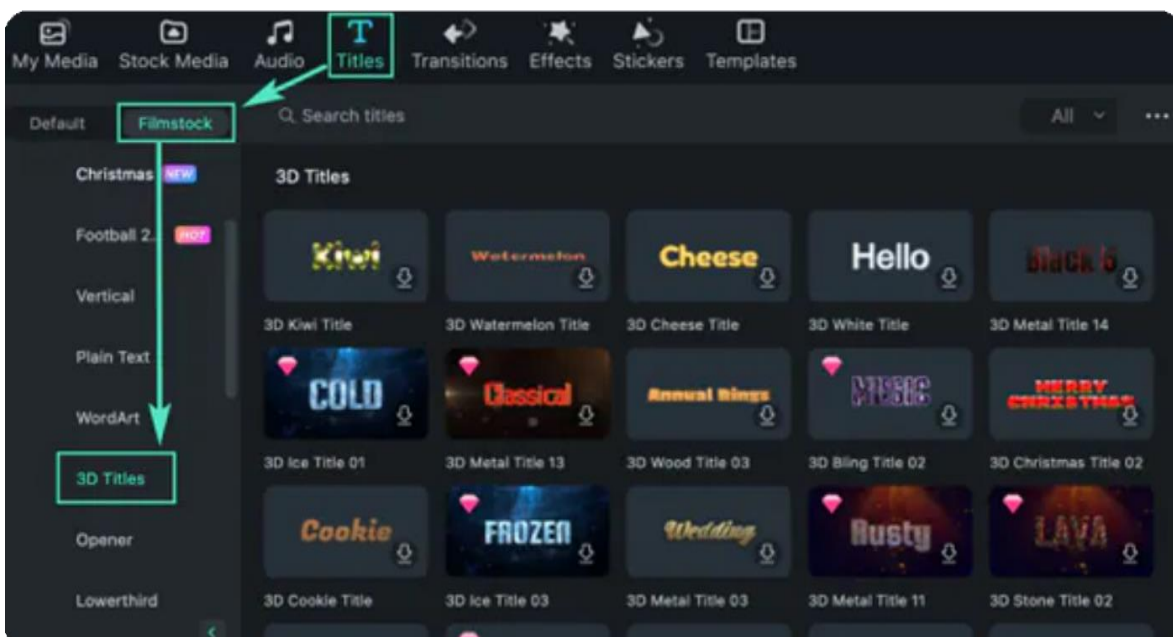 My Media Stock Media Audio Titles Transitions Effects Stickers Templates
Default Filmstock
Search titles All
Christmas NEW
Football 2... HOT
Vertical
Plain Text
WordArt
3D Titles
Opener
Lowerthird
3D Titles
Kiwi Watermelon Cheese Hello Black
3D Kiwi Title 3D Watermelon Title 3D Cheese Title 3D White Title 3D Metal Title 14
COLD Classical Annual Rings MUSIC MERRY
CHRISTMAS
3D Ice Title 01 3D Metal Title 13 3D Wood Title 03 3D Bling Title 02 3D Christmas Title 02
Cookie FROZEN Wedding Rusty LAVA
3D Cookie Title 3D Ice Title 03 3D Metal Title 03 3D Metal Title 11 3D Stone Title 02